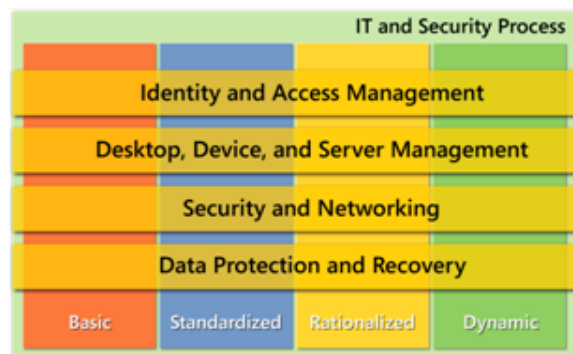 IT and Security Process
Identity and Access Management
Desktop, Device, and Server Management
Security and Networking
Data Protection and Recovery
Basic Standardized Rationalized Dynamic